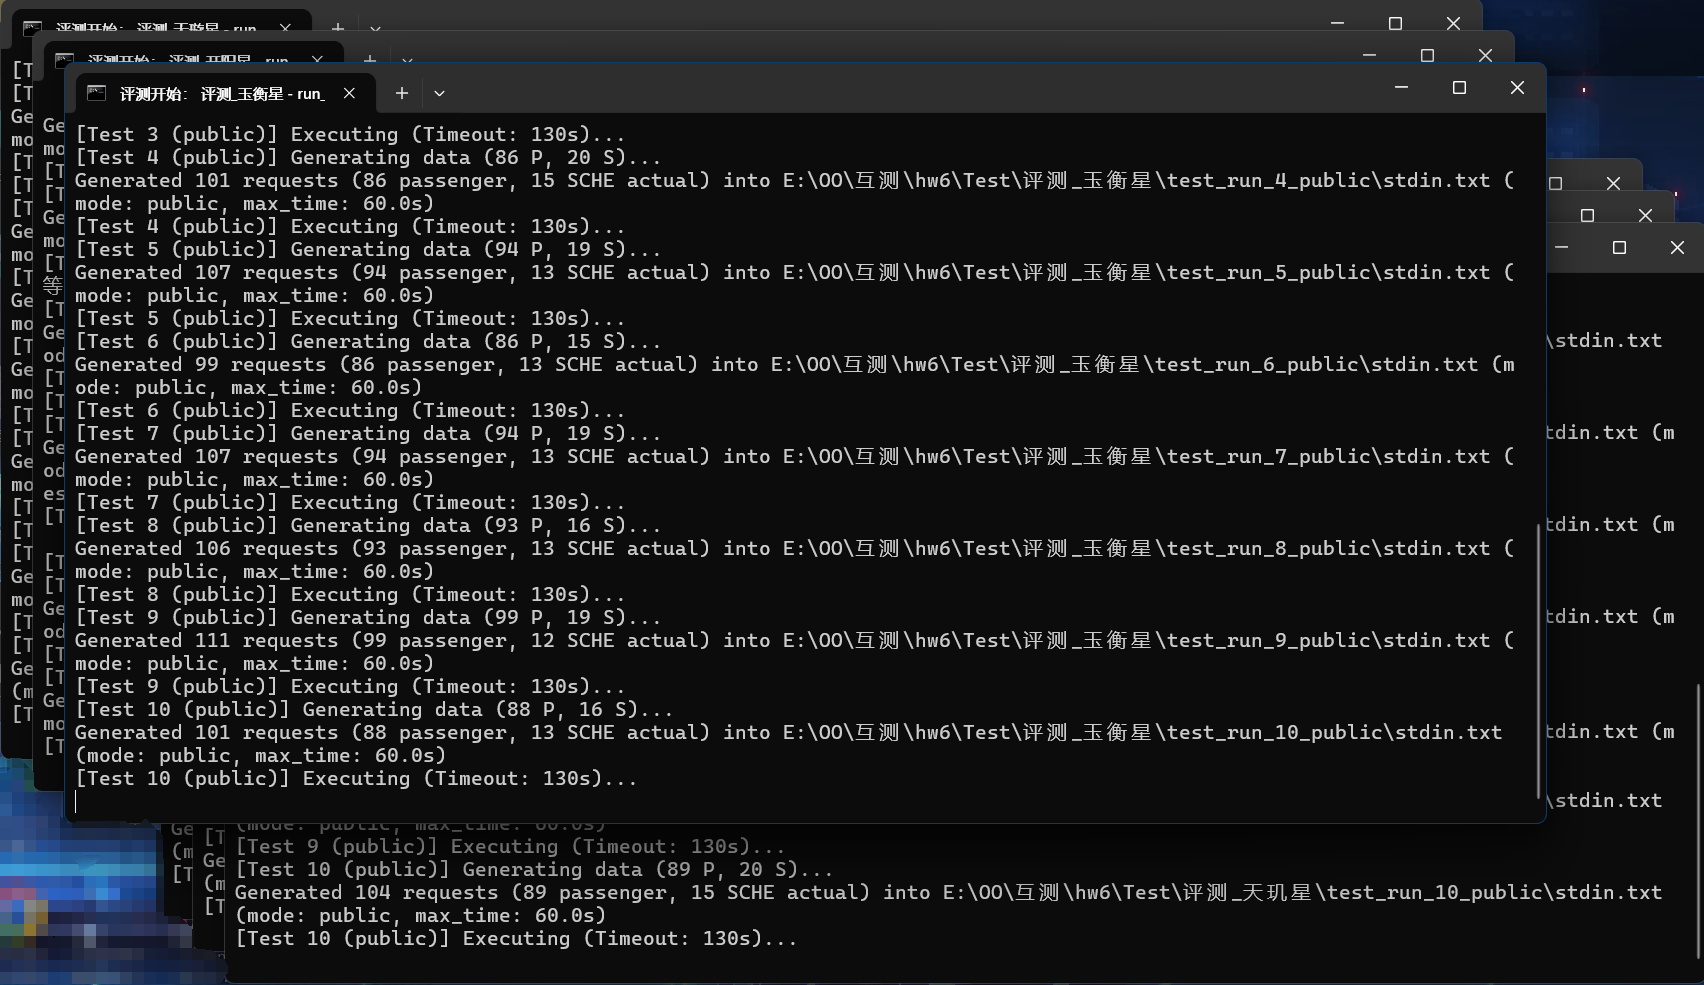 评测开始: 评测_天璇星 - run_
评测开始: 评测_开阳星 - run_
评测开始: 评测_玉衡星 - run_
[Test 3 (public)] Executing (Timeout: 130s)...
[Test 4 (public)] Generating data (86 P, 20 S)...
Generated 101 requests (86 passenger, 15 SCHE actual) into E:\OO\互测\hw6\Test\评测_玉衡星\test_run_4_public\stdin.txt (
mode: public, max_time: 60.0s)
[Test 4 (public)] Executing (Timeout: 130s)...
[Test 5 (public)] Generating data (94 P, 19 S)...
Generated 107 requests (94 passenger, 13 SCHE actual) into E:\OO\互测\hw6\Test\评测_玉衡星\test_run_5_public\stdin.txt (
mode: public, max_time: 60.0s)
[Test 5 (public)] Executing (Timeout: 130s)...
[Test 6 (public)] Generating data (86 P, 15 S)...
Generated 99 requests (86 passenger, 13 SCHE actual) into E:\OO\互测\hw6\Test\评测_玉衡星\test_run_6_public\stdin.txt (m
ode: public, max_time: 60.0s)
[Test 6 (public)] Executing (Timeout: 130s)...
[Test 7 (public)] Generating data (94 P, 19 S)...
Generated 107 requests (94 passenger, 13 SCHE actual) into E:\OO\互测\hw6\Test\评测_玉衡星\test_run_7_public\stdin.txt (
mode: public, max_time: 60.0s)
[Test 7 (public)] Executing (Timeout: 130s)...
[Test 8 (public)] Generating data (93 P, 16 S)...
Generated 106 requests (93 passenger, 13 SCHE actual) into E:\OO\互测\hw6\Test\评测_玉衡星\test_run_8_public\stdin.txt (
mode: public, max_time: 60.0s)
[Test 8 (public)] Executing (Timeout: 130s)...
[Test 9 (public)] Generating data (99 P, 19 S)...
Generated 111 requests (99 passenger, 12 SCHE actual) into E:\OO\互测\hw6\Test\评测_玉衡星\test_run_9_public\stdin.txt (
mode: public, max_time: 60.0s)
[Test 9 (public)] Executing (Timeout: 130s)...
[Test 10 (public)] Generating data (88 P, 16 S)...
Generated 101 requests (88 passenger, 13 SCHE actual) into E:\OO\互测\hw6\Test\评测_玉衡星\test_run_10_public\stdin.txt
(mode: public, max_time: 60.0s)
[Test 10 (public)] Executing (Timeout: 130s)...
\stdin.txt
tdin.txt (m
tdin.txt (m
tdin.txt (m
tdin.txt (m
\stdin.txt
(mode: public, max_time: 60.0s)
[Test 9 (public)] Executing (Timeout: 130s)...
[Test 10 (public)] Generating data (89 P, 20 S)...
Generated 104 requests (89 passenger, 15 SCHE actual) into E:\OO\互测\hw6\Test\评测_天玑星\test_run_10_public\stdin.txt
(mode: public, max_time: 60.0s)
[Test 10 (public)] Executing (Timeout: 130s)...